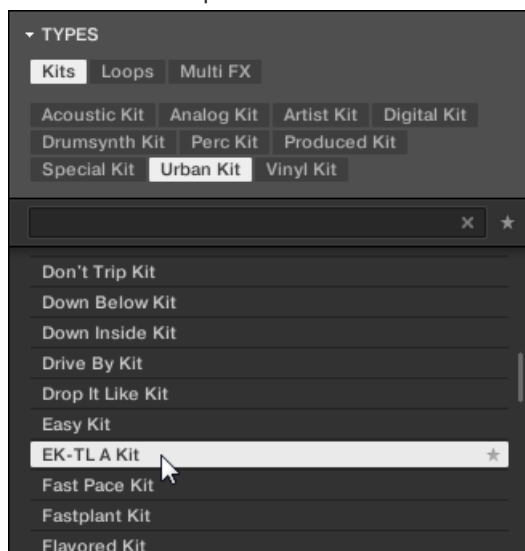 TYPES
Kits Loops Multi FX
Acoustic Kit Analog Kit Artist Kit Digital Kit
Drumsynth Kit Perc Kit Produced Kit
Special Kit Urban Kit Vinyl Kit
Don't Trip Kit
Down Below Kit
Down Inside Kit
Drive By Kit
Drop It Like Kit
Easy Kit
EK-TL A Kit
Fast Pace Kit
Fastplant Kit
Flavored Kit